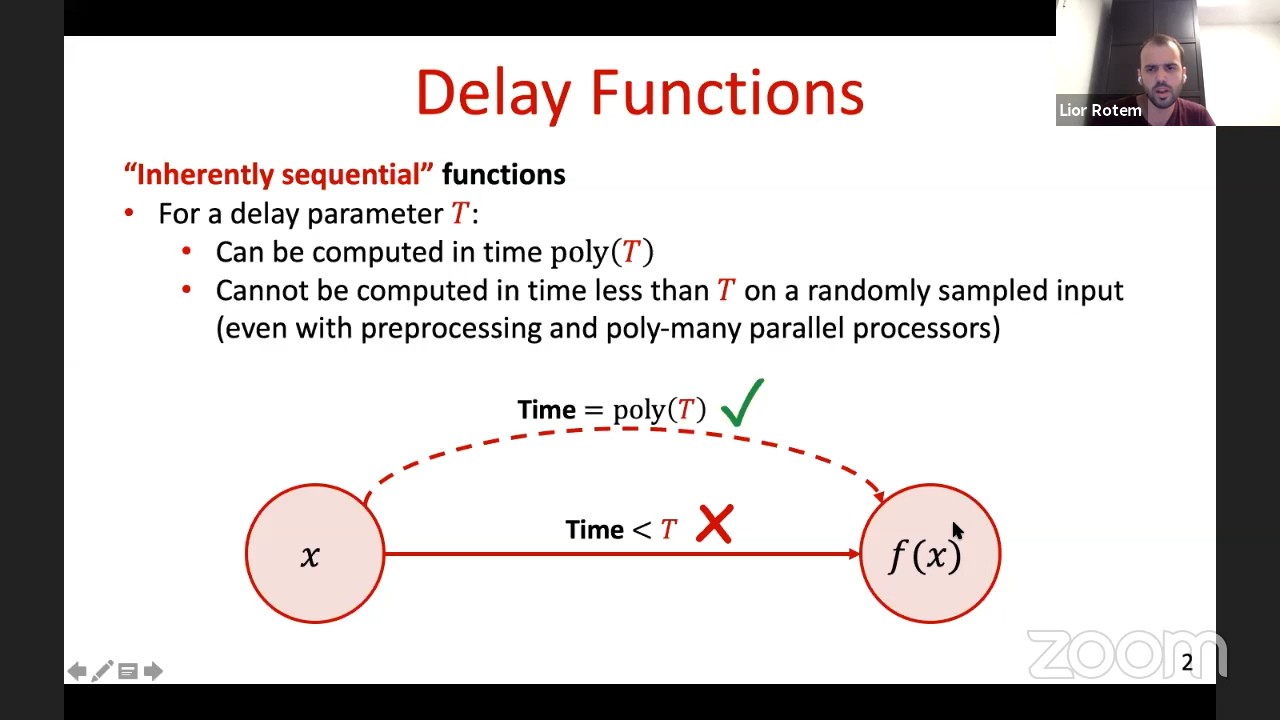 Delay Functions
Lior Rotem
“Inherently sequential” functions
• For a delay parameter T:
• Can be computed in time poly(T)
• Cannot be computed in time less than T on a randomly sampled input
(even with preprocessing and poly-many parallel processors)
Time = poly(T)
Time < T
x
f(x)
zoom
2